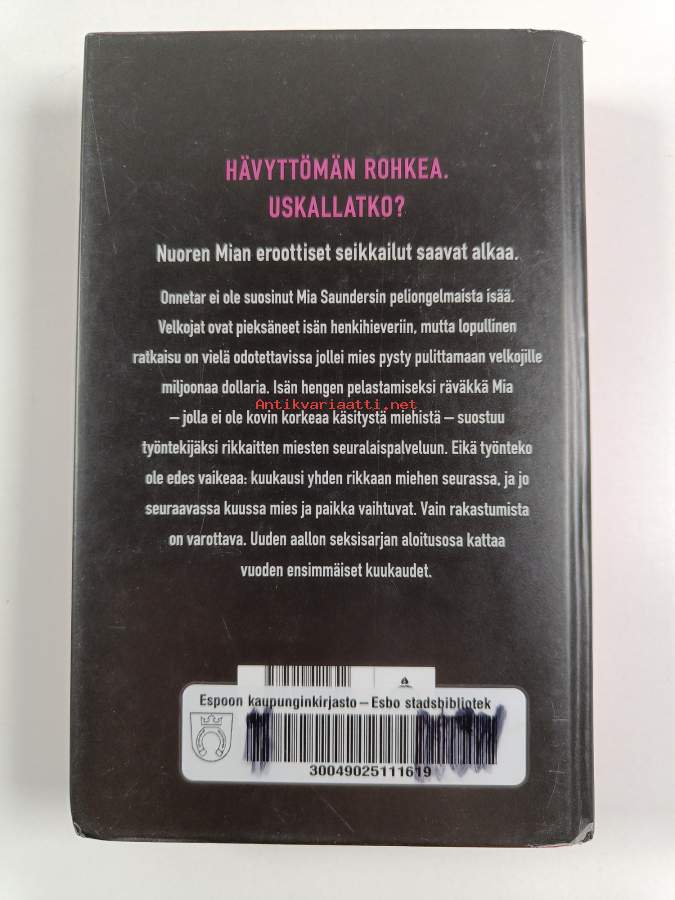 HÄVYTTÖMÄN ROHKEA.
USKALLATKO?
Nuoren Mian eroottiset seikkailut saavat alkaa.
Onnetar ei ole suosinut Mia Saundersin peliongelmaista isää.
Velkojat ovat pieksäneet isän henkihieveriin, mutta lopullinen
ratkaisu on vielä odotettavissa jollei mies pysty pulittamaan velkojille
miljoonaa dollaria. Isän hengen pelastamiseksi räväkkä Mia
Antikvariaatti.net
– jolla ei ole kovin korkeaa käsitystä miehistä – suostuu
työntekijäksi rikkaitten miesten seuralaispalveluun. Eikä työnteko
ole edes vaikeaa: kuukausi yhden rikkaan miehen seurassa, ja jo
seuraavassa kuussa mies ja paikka vaihtuvat. Vain rakastumista
on varottava. Uuden aallon seksisarjan aloitusosa kattaa
vuoden ensimmäiset kuukaudet.
Espoon kaupunginkirjasto – Esbo stadsbibliotek
30049025111619